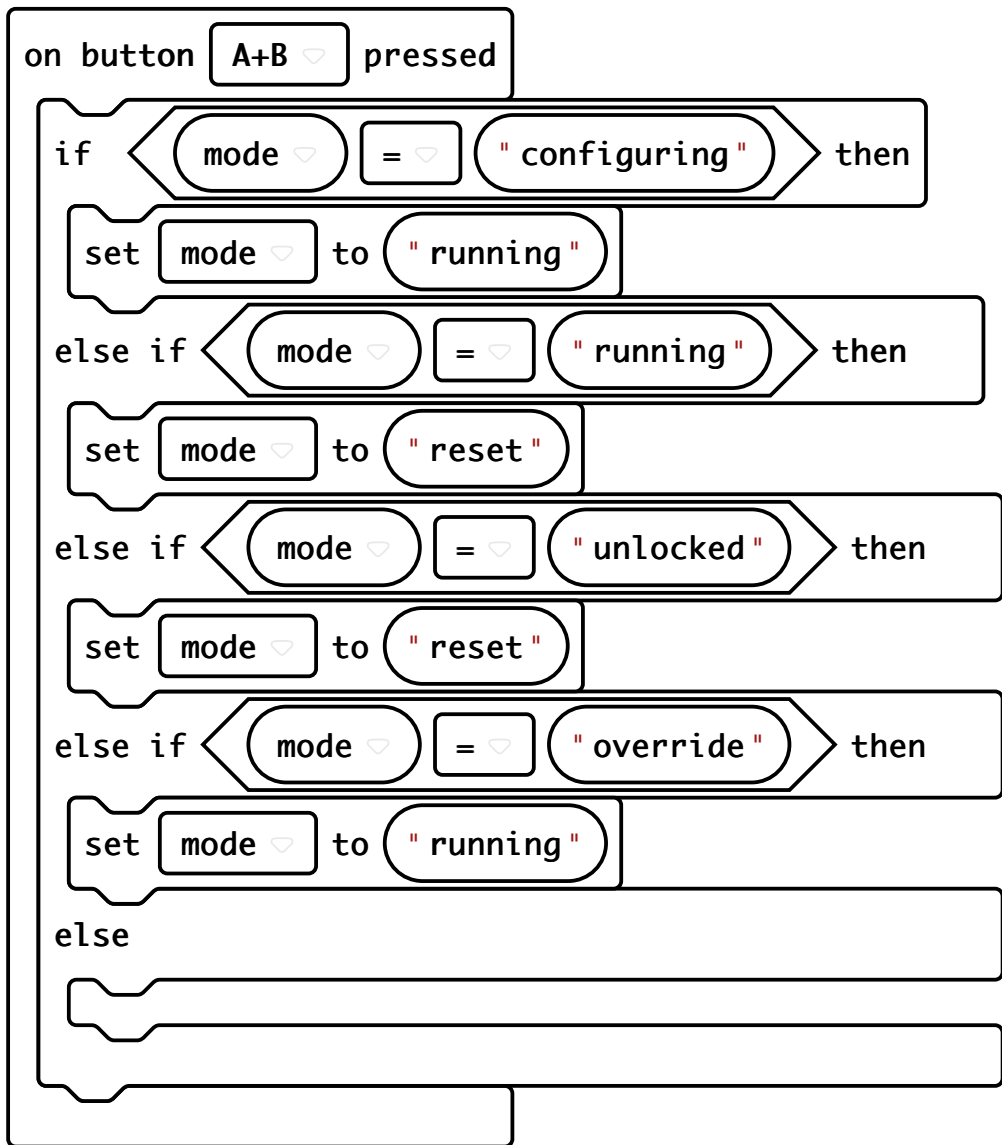 on button A+B pressed
if mode = "configuring" then
set mode to "running"
else if mode = "running" then
set mode to "reset"
else if mode = "unlocked" then
set mode to "reset"
else if mode = "override" then
set mode to "running"
else